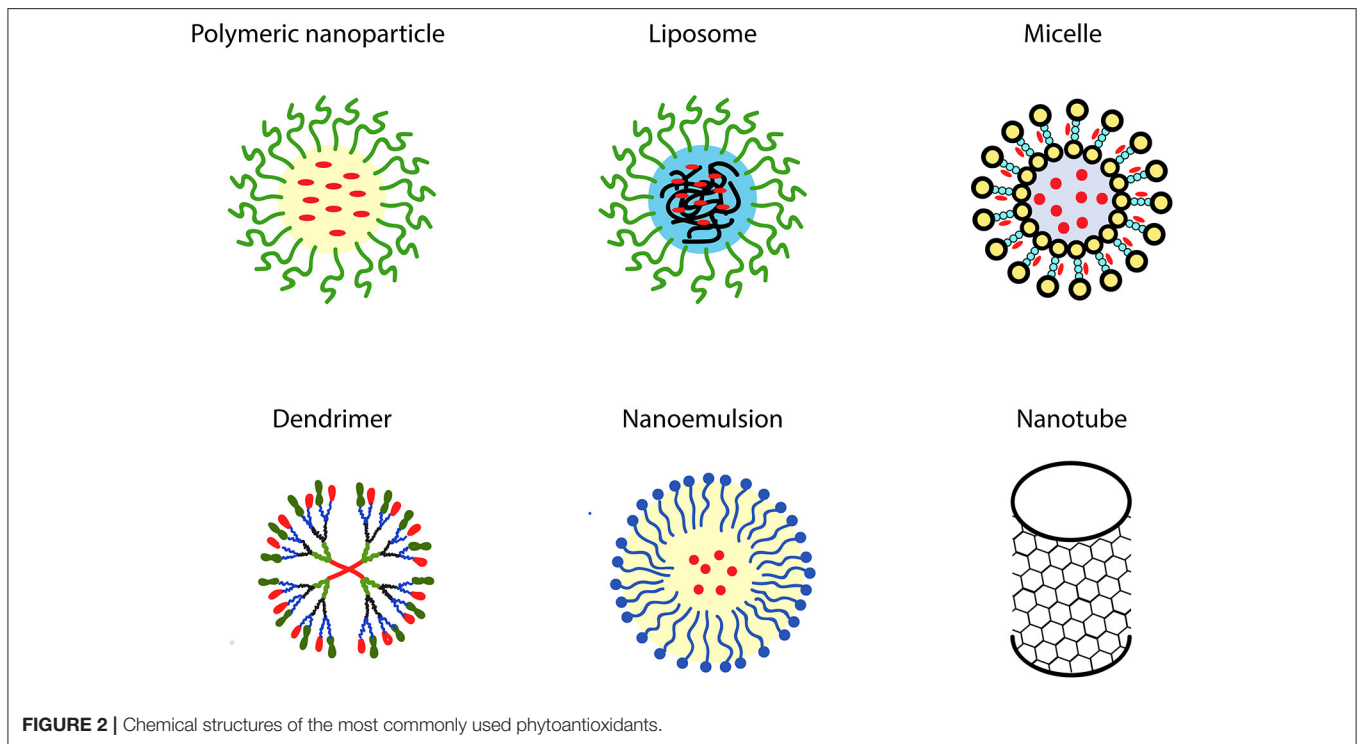 Polymeric nanoparticle
Liposome
Micelle
Dendrimer
Nanoemulsion
Nanotube
FIGURE 2 | Chemical structures of the most commonly used phytoantioxidants.